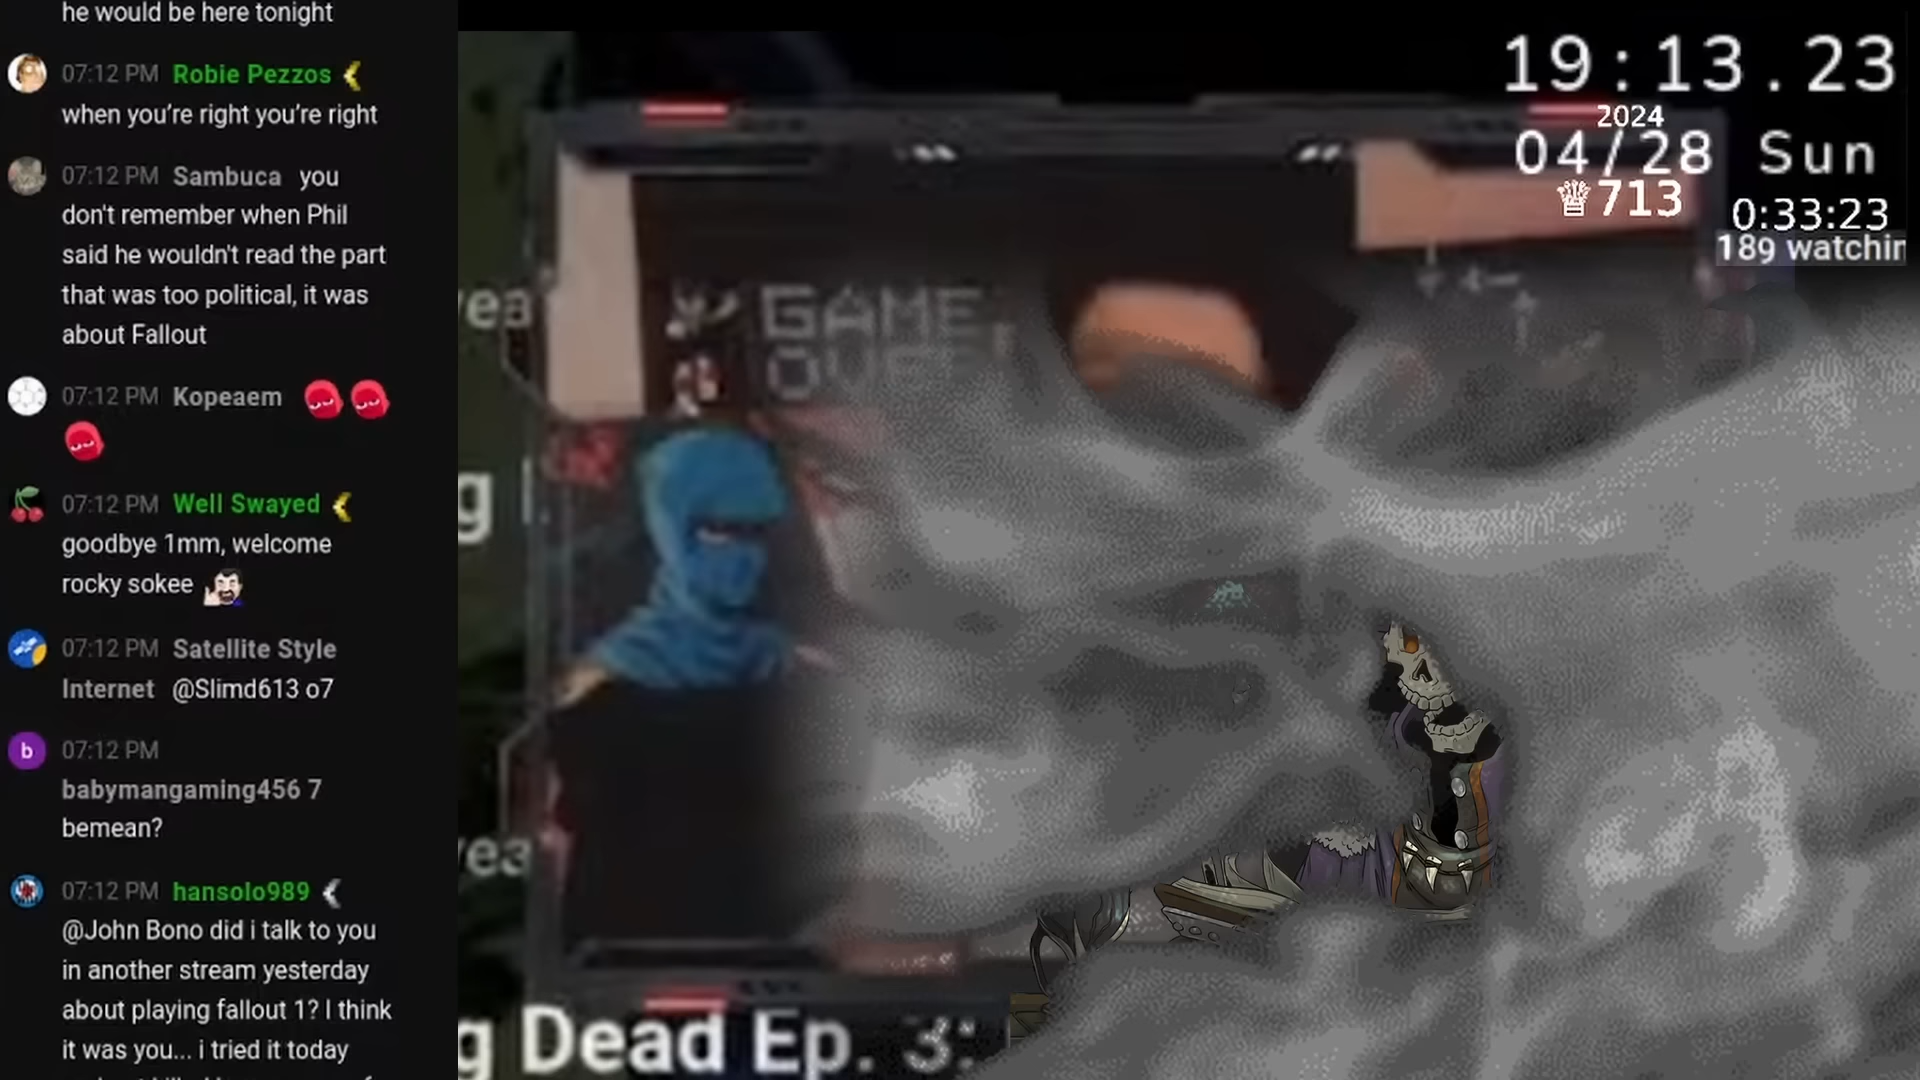 he would be here tonight
07:12 PM Robie Pezzos
when you’re right you’re right
07:12 PM Sambuca you
don't remember when Phil
said he wouldn't read the part
that was too political, it was
about Fallout
07:12 PM Kopeaem
07:12 PM Well Swayed
goodbye 1mm, welcome
rocky sokee
07:12 PM Satellite Style
Internet @Slimd613 o7
b 07:12 PM
babymangaming456 7
bemean?
07:12 PM hansolo989
@John Bono did i talk to you
in another stream yesterday
about playing fallout 1? I think
it was you... i tried it today
19:13.23
2024
04/28 Sun
713
0:33:23
189 watchin
yea
GAME
OVE
g
yea
g Dead Ep. 3: